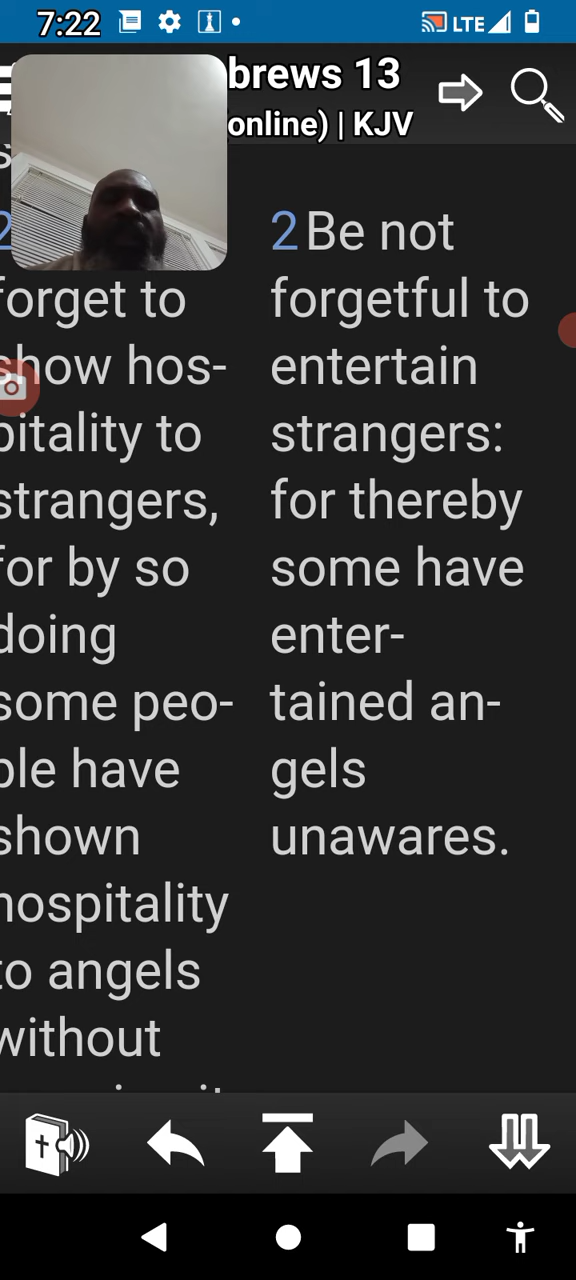 7:22
LTE
brews 13
(online) | KJV
2
forget to
show hos-
pitality to
strangers,
for by so
doing
some peo-
ple have
shown
hospitality
to angels
without
2 Be not
forgetful to
entertain
strangers:
for thereby
some have
enter-
tained an-
gels
unawares.